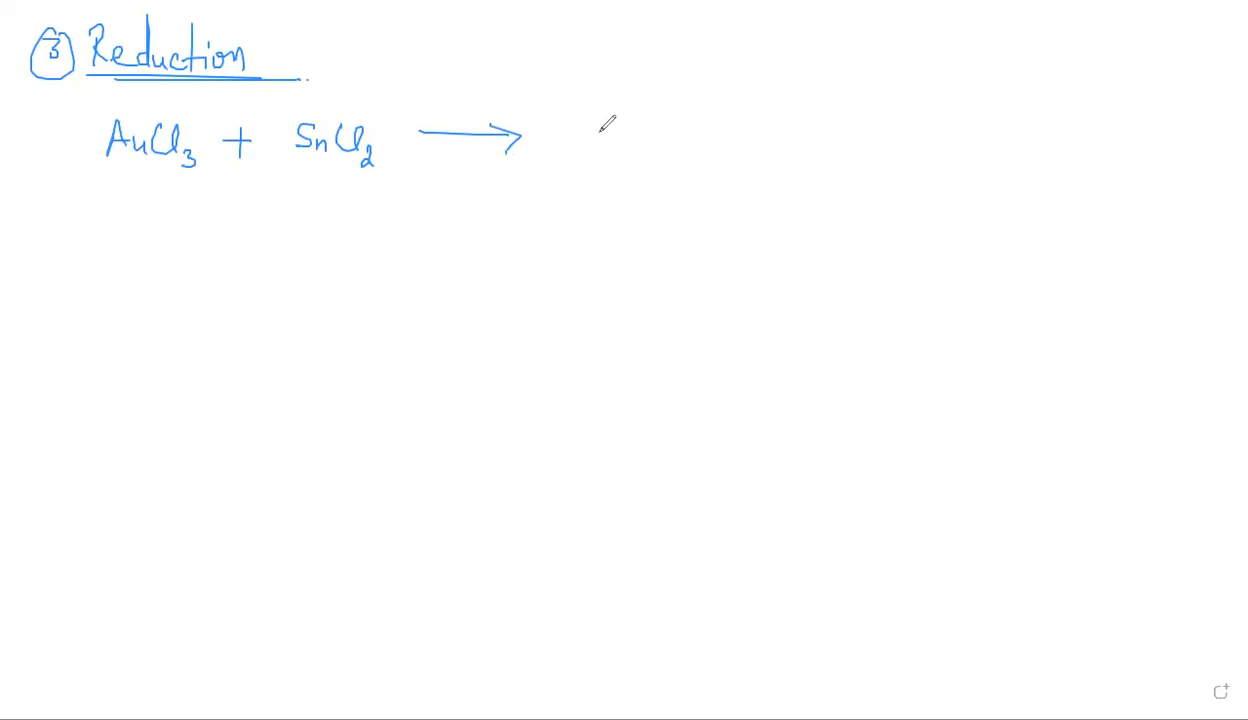 ③ Reduction
AuCl₃ + SnCl₂ ⟶